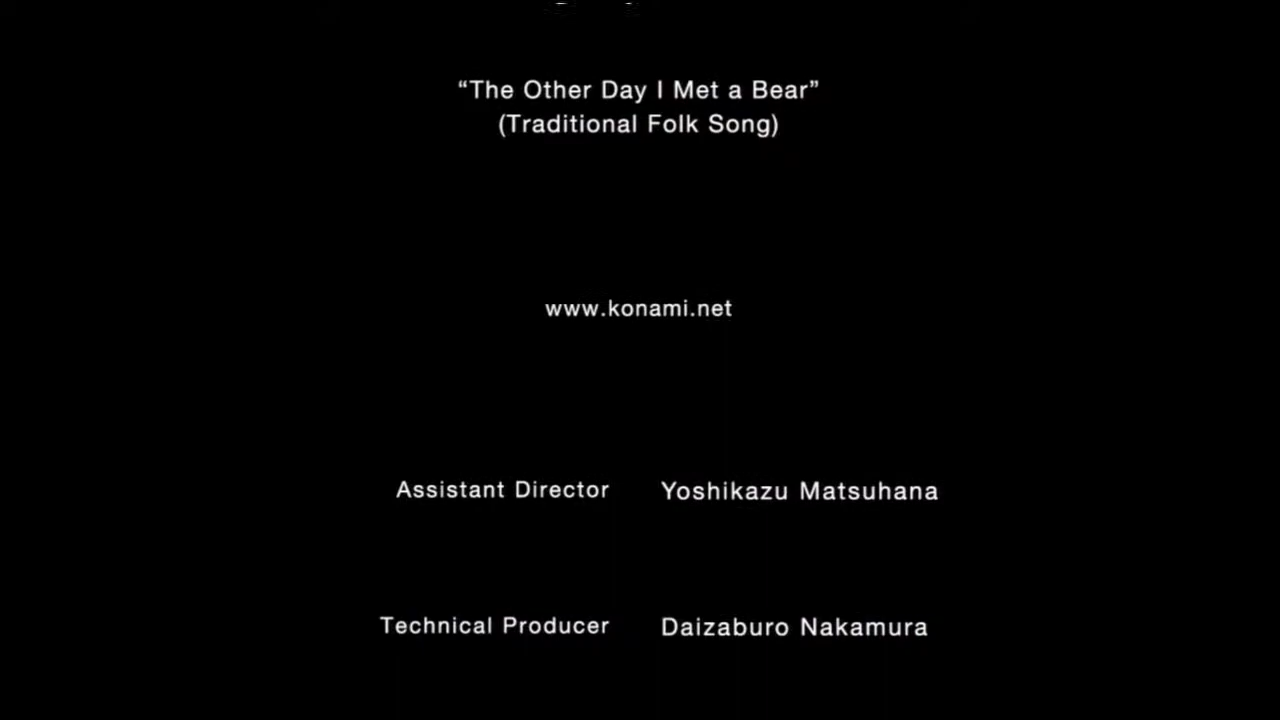 “The Other Day I Met a Bear”
(Traditional Folk Song)
www.konami.net
Assistant Director Yoshikazu Matsuhana
Technical Producer Daizaburo Nakamura